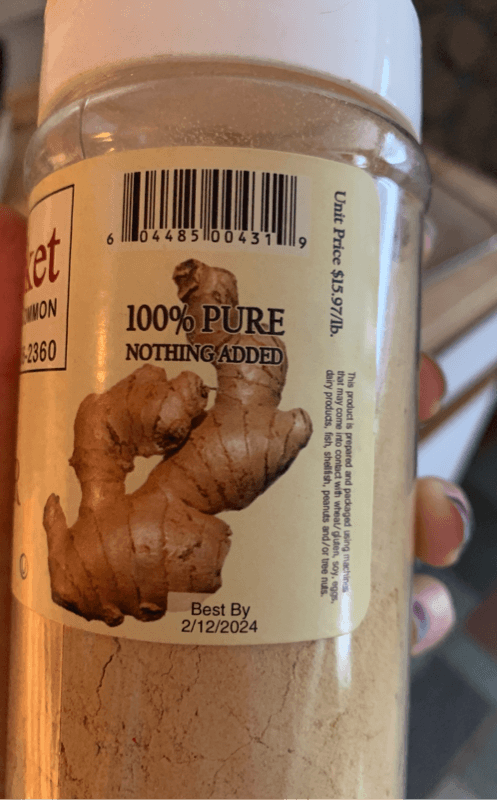 ket
MMON
-2360
R
6 04485 00431 9
100% PURE
NOTHING ADDED
Best By
2/12/2024
Unit Price $15.97/lb.
This product is prepared and packaged using machines
that may come into contact with wheat/gluten, soy, eggs,
dairy products, fish, shellfish, peanuts and/or tree nuts.